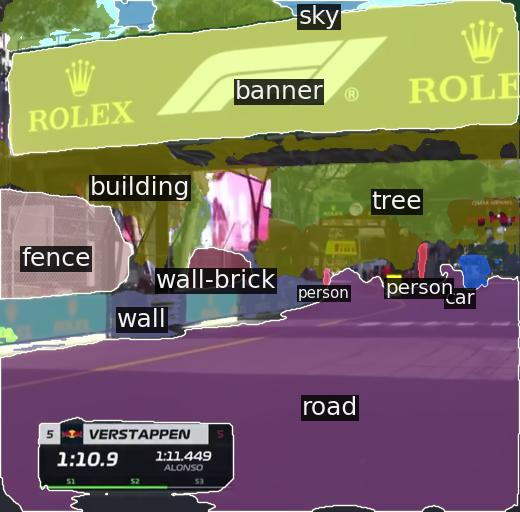 sky
ROLEX
banner
®
ROLE
building
tree
fence
wall-brick
person
person
car
wall
road
5 VERSTAPPEN 5
1:10.9
1:11.449
ALONSO
S1 S2 S3